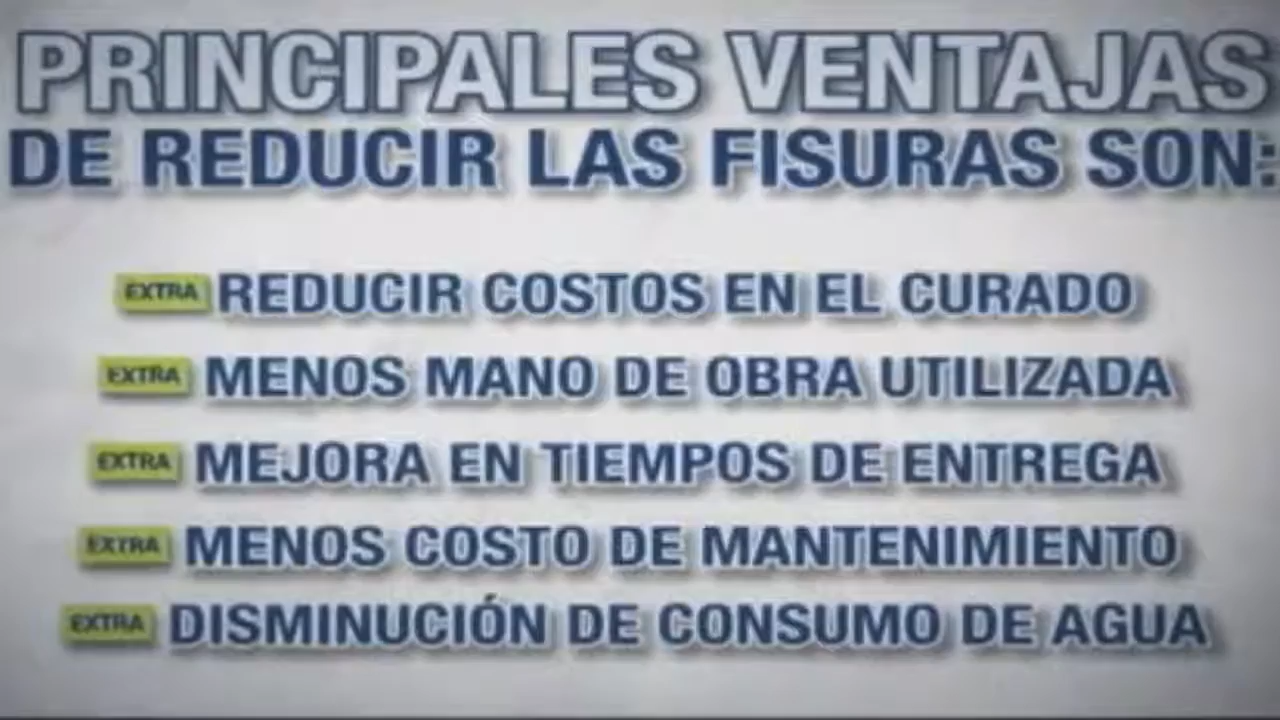 PRINCIPALES VENTAJAS
DE REDUCIR LAS FISURAS SON:
EXTRA REDUCIR COSTOS EN EL CURADO
EXTRA MENOS MANO DE OBRA UTILIZADA
EXTRA MEJORA EN TIEMPOS DE ENTREGA
EXTRA MENOS COSTO DE MANTENIMIENTO
EXTRA DISMINUCIÓN DE CONSUMO DE AGUA